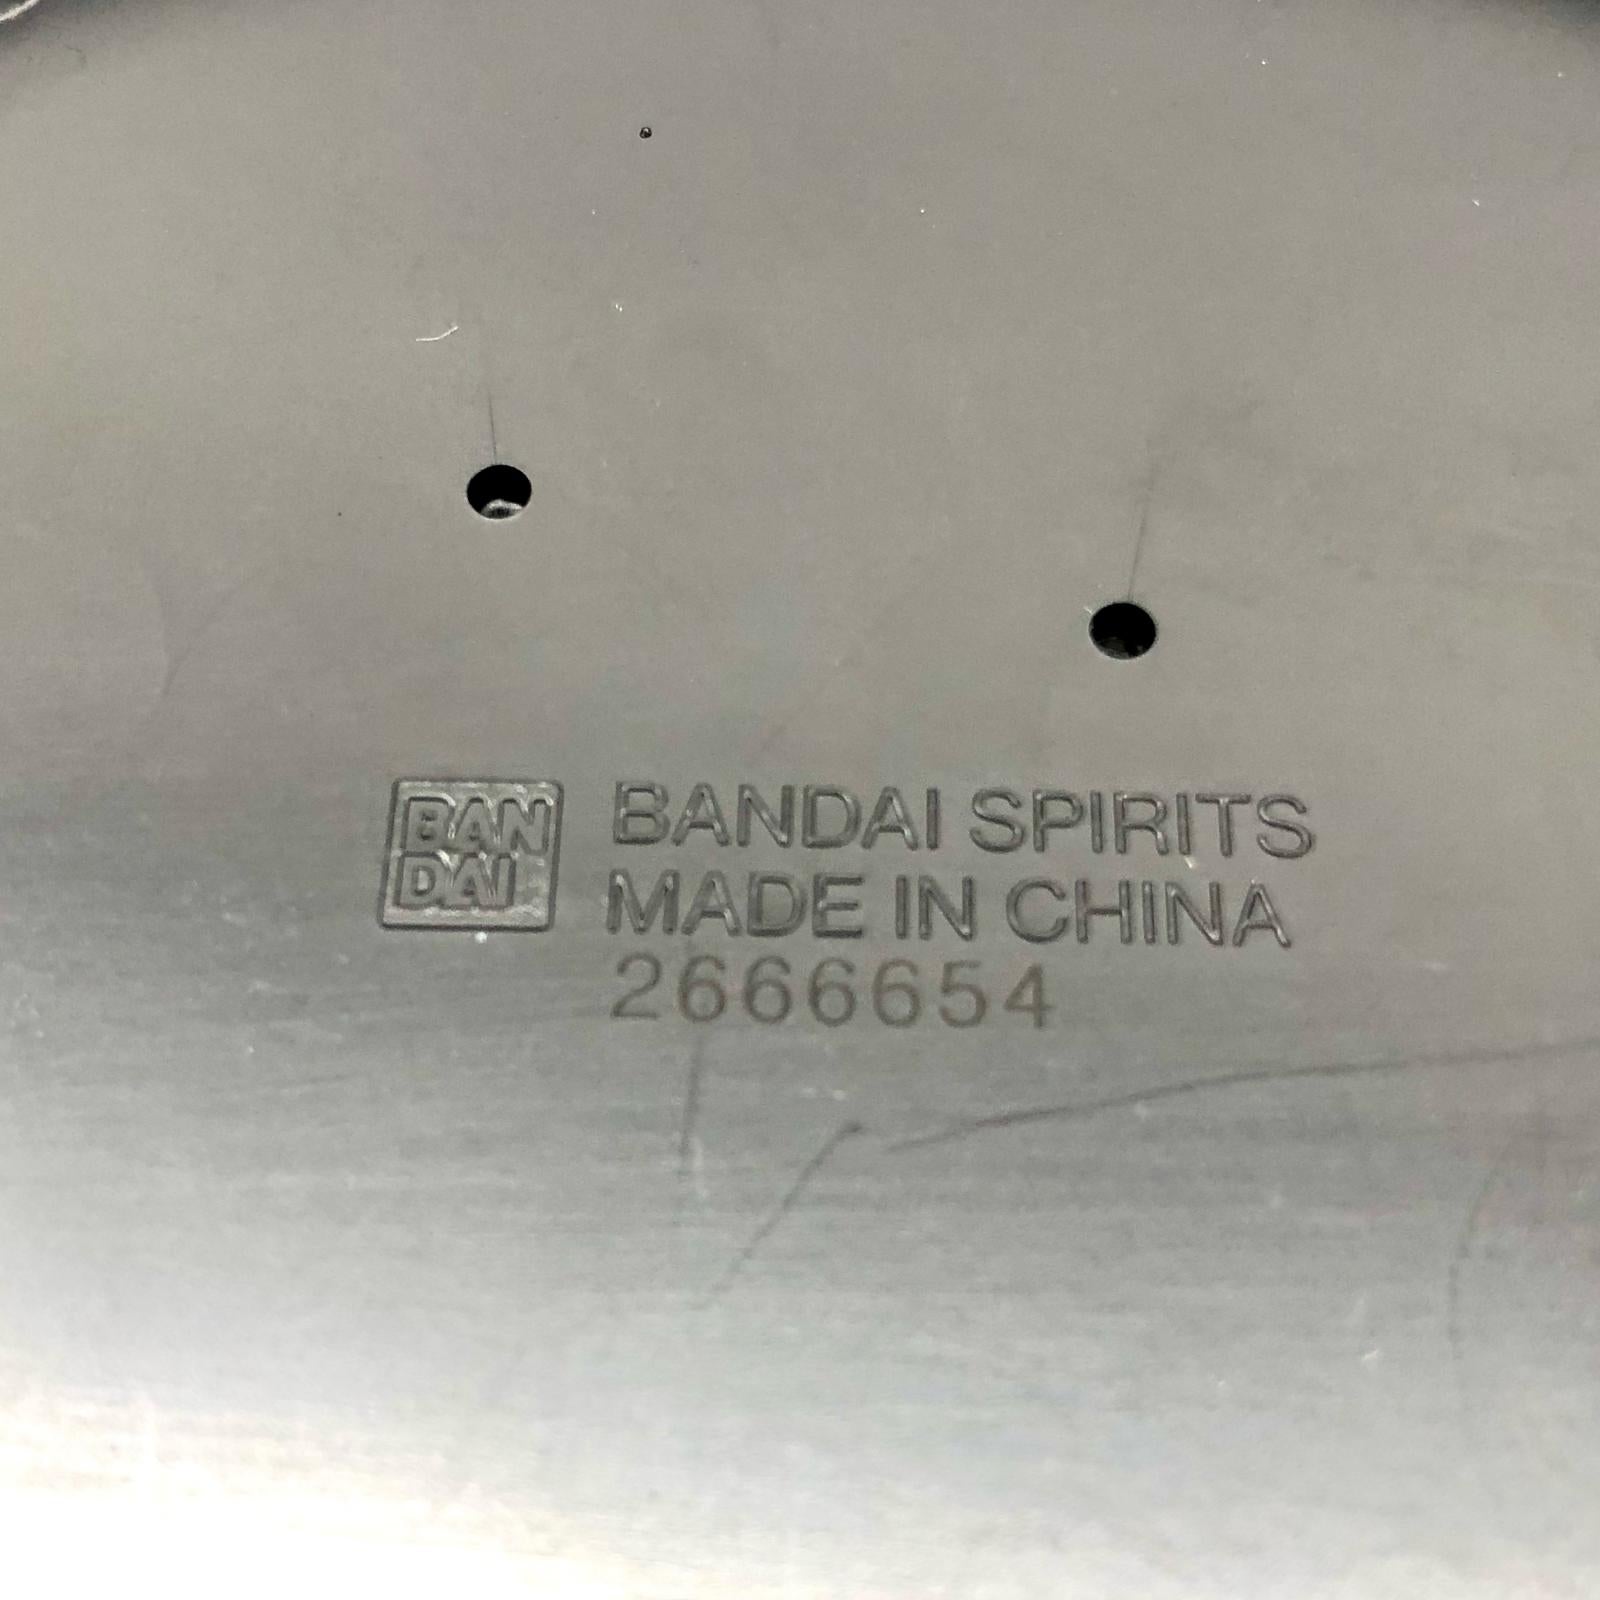 BAN
DAI
BANDAI SPIRITS
MADE IN CHINA
2666654